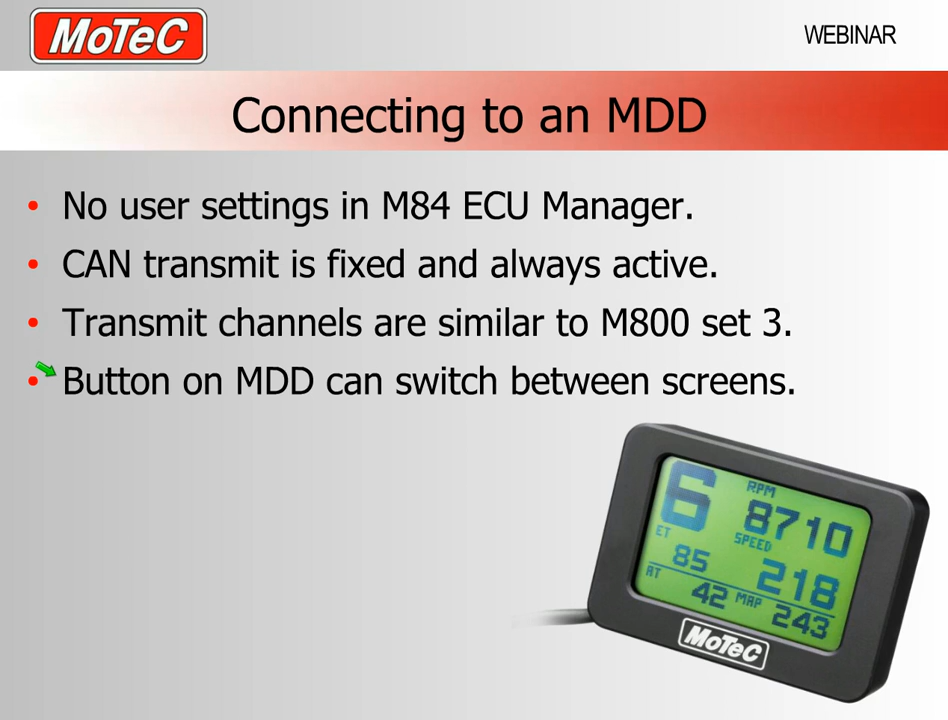 MoTeC
WEBINAR
Connecting to an MDD
• No user settings in M84 ECU Manager.
• CAN transmit is fixed and always active.
• Transmit channels are similar to M800 set 3.
• Button on MDD can switch between screens.
6 RPM
8710
ET SPEED
85 218
AT 42 MAP 243
MoTeC